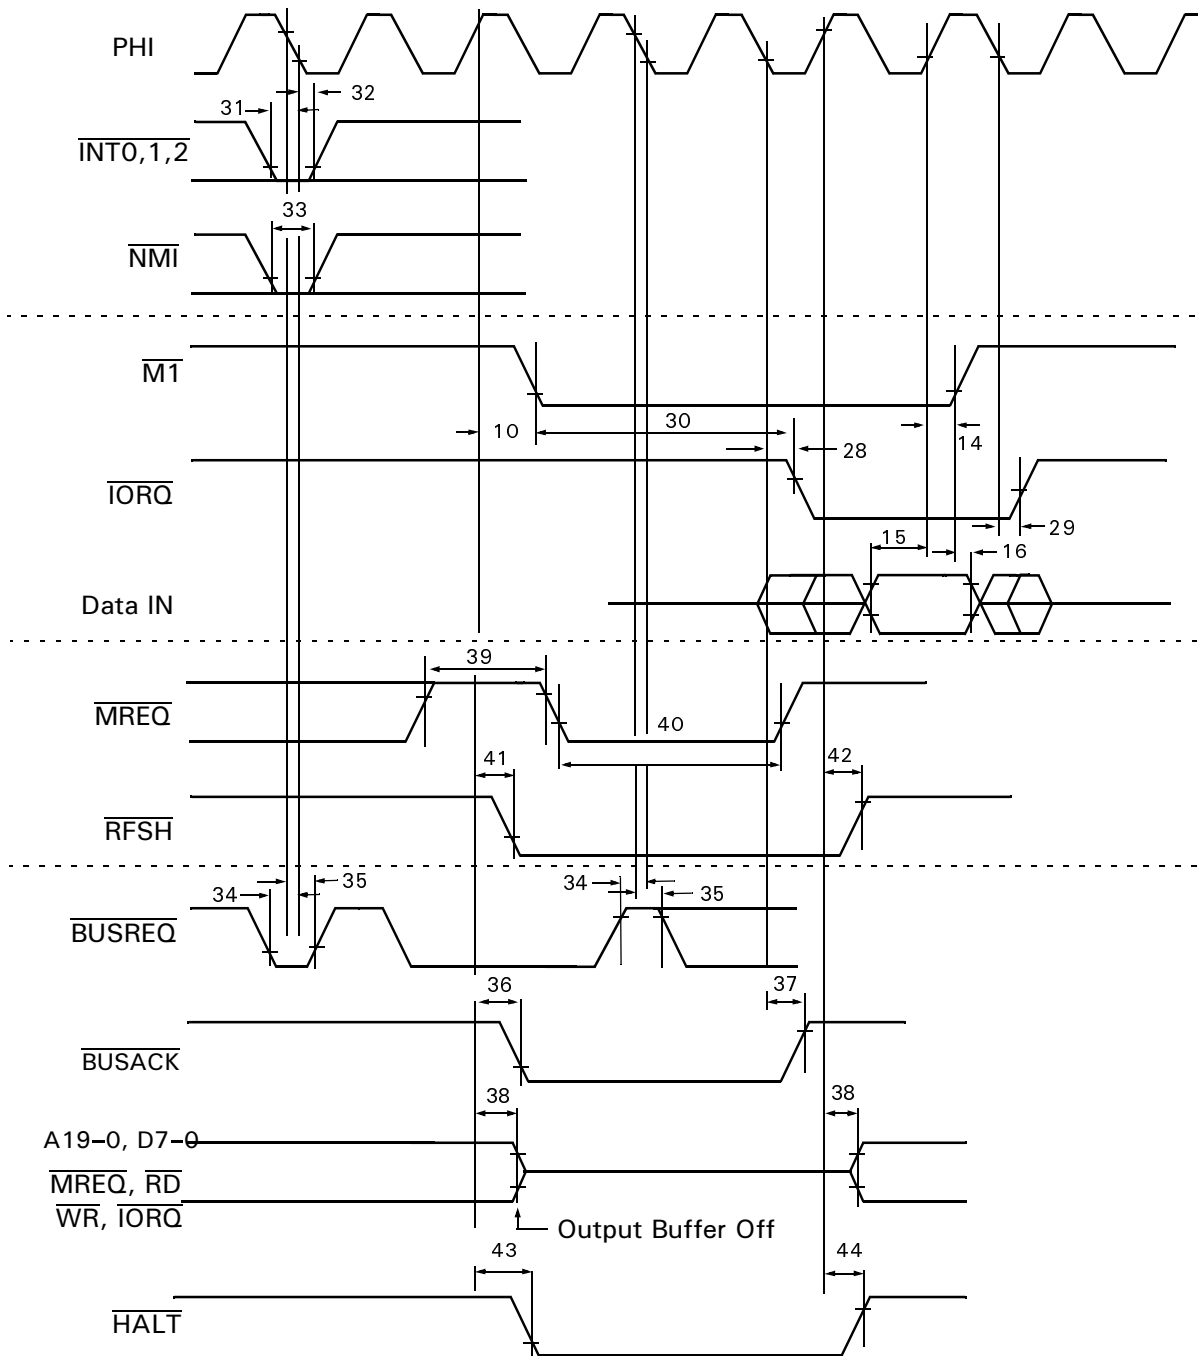 PHI
31
32
INT0,1,2
33
NMI
M1
10
30
28
14
IORQ
29
15
16
Data IN
39
MREQ
40
41
42
RFSH
34
35
34
35
BUSREQ
36
37
BUSACK
38
38
A19–0, D7–0
MREQ, RD
WR, IORQ
Output Buffer Off
43
44
HALT